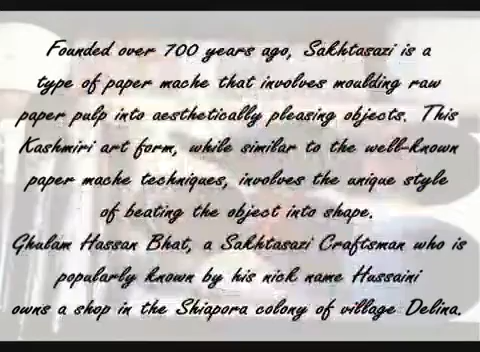 Founded over 700 years ago, Sakhtasazi is a
type of paper mache that involves moulding raw
paper pulp into aesthetically pleasing objects. This
Kashmiri art form, while similar to the well-known
paper mache techniques, involves the unique style
of beating the object into shape.
Ghulam Hassan Bhat, a Sakhtasazi Craftsman who is
popularly known by his nick name Hussaini
owns a shop in the Shiapora colony of village Delina.